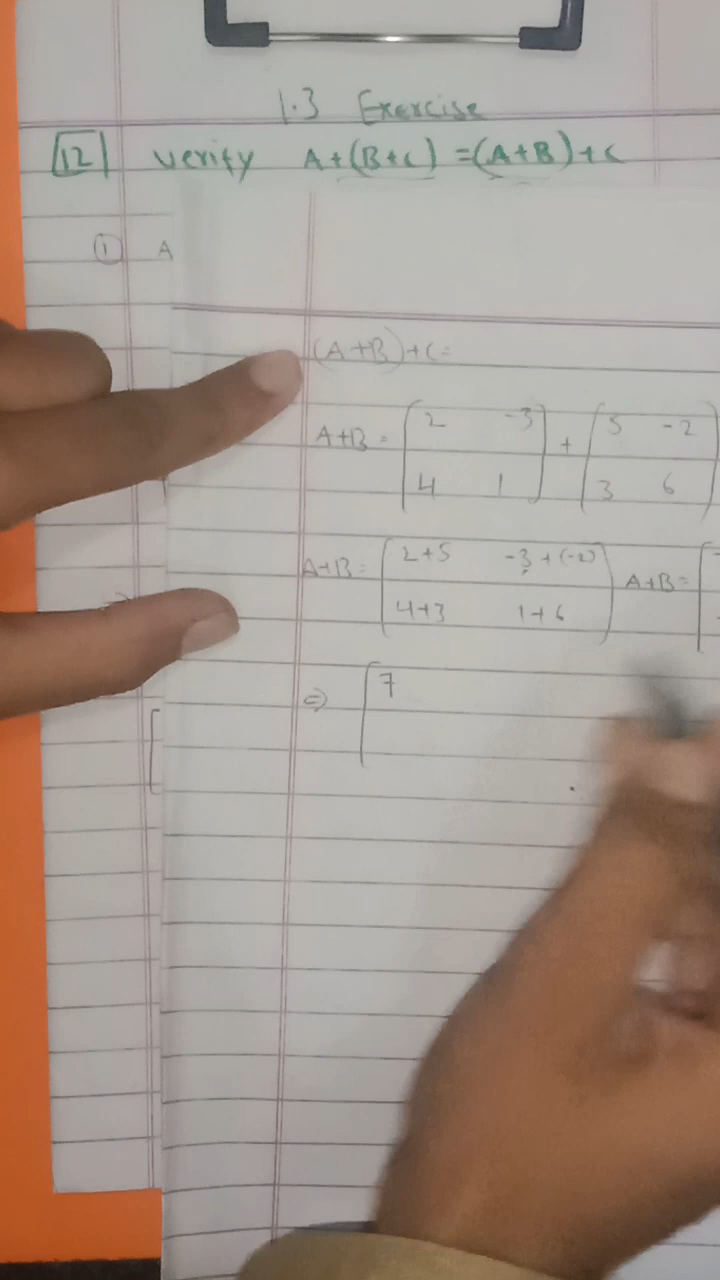 1.3 Exercise
12 verify A+(B+C) =(A+B)+C
① A
(A+B)+C=
A+B = [2 -3 4 1] + [5 -2 3 6]
A+B = [2+5 -3+(-2) 4+3 1+6] A+B = [
⇒ [7